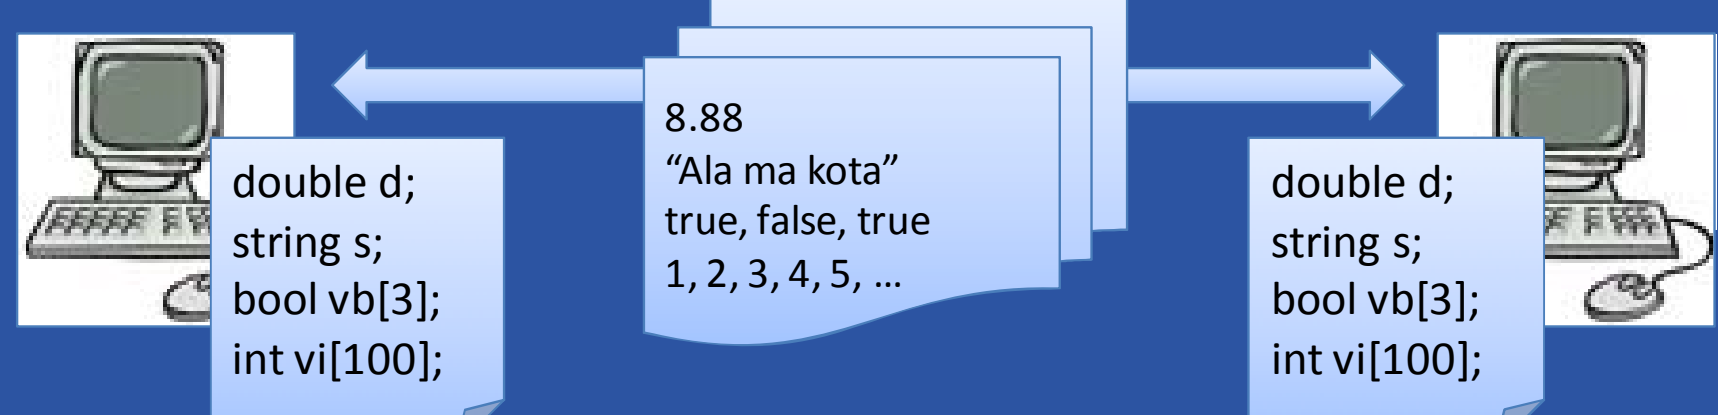 double d;
string s;
bool vb[3];
int vi[100];
8.88
“Ala ma kota”
true, false, true
1, 2, 3, 4, 5, …
double d;
string s;
bool vb[3];
int vi[100];